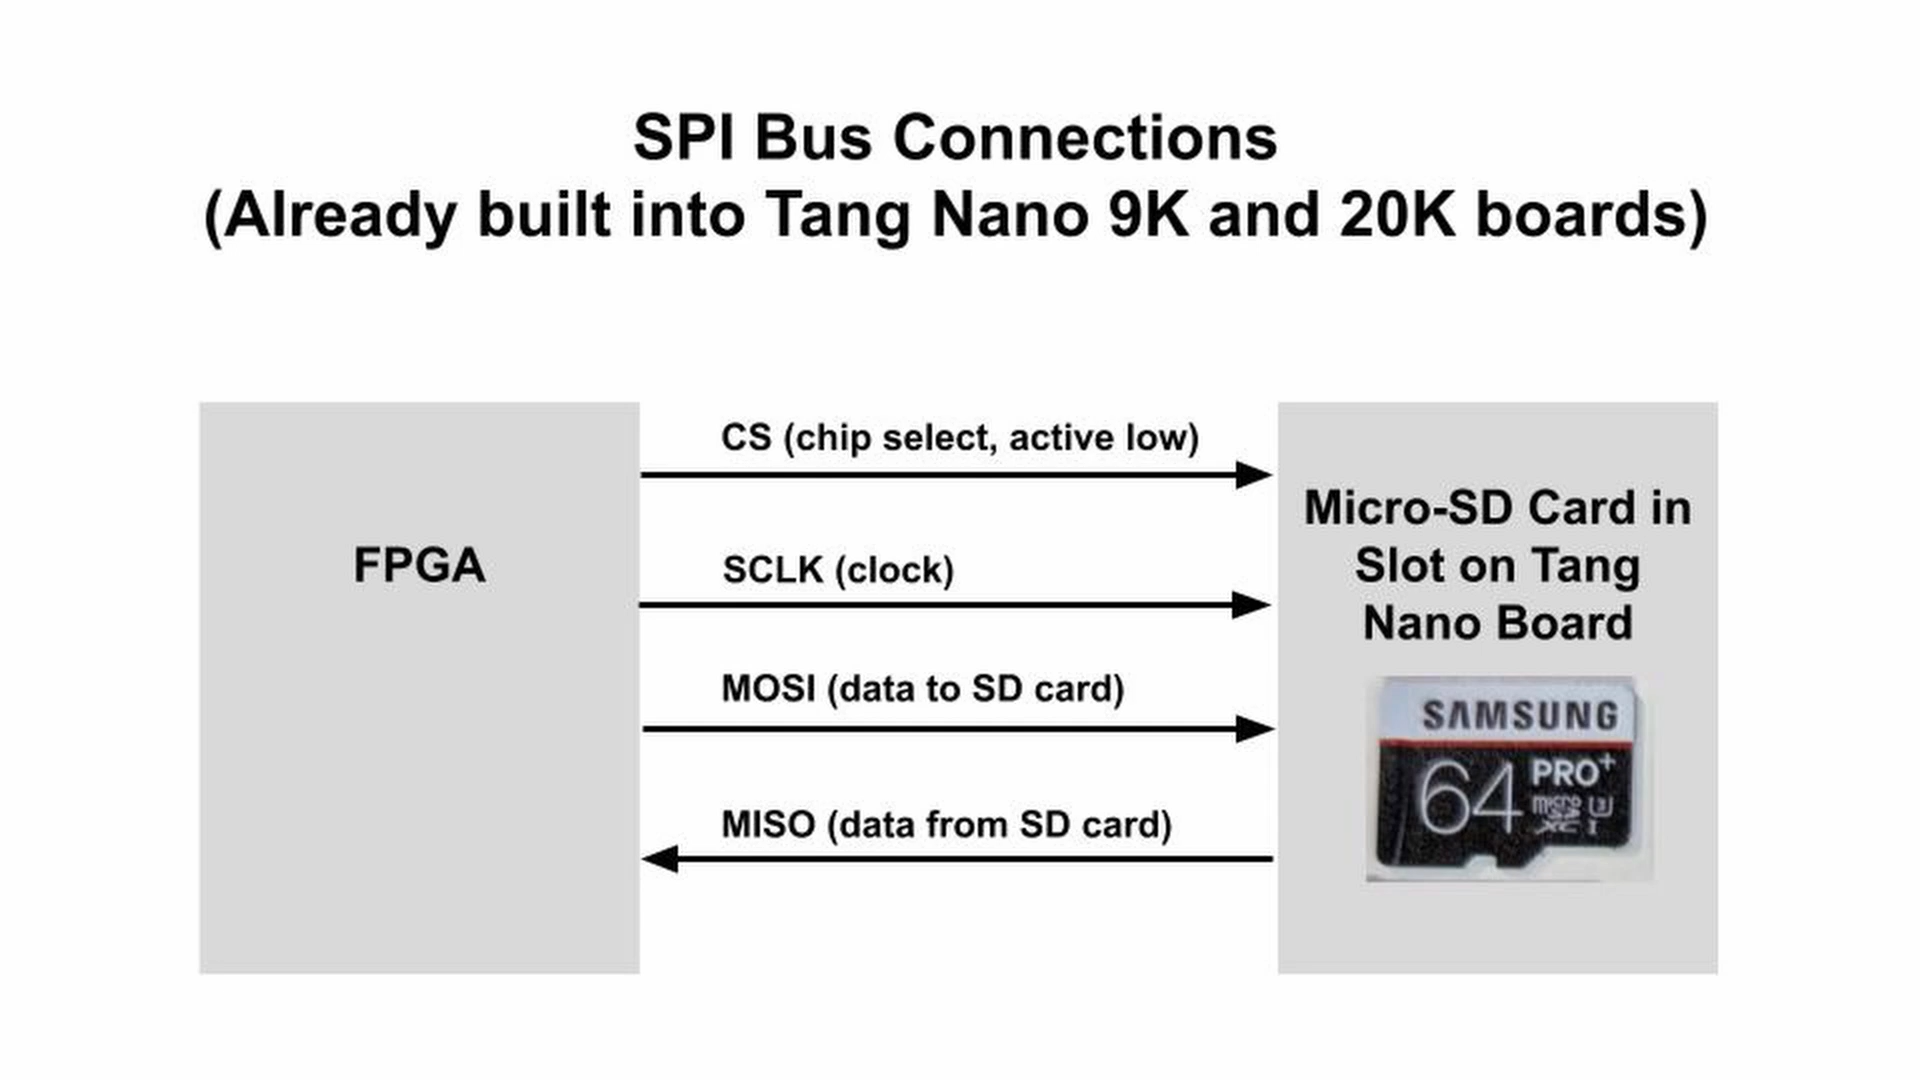 SPI Bus Connections
(Already built into Tang Nano 9K and 20K boards)
FPGA
CS (chip select, active low)
SCLK (clock)
MOSI (data to SD card)
MISO (data from SD card)
Micro-SD Card in
Slot on Tang
Nano Board
SAMSUNG
64 PRO+
micro
XC I